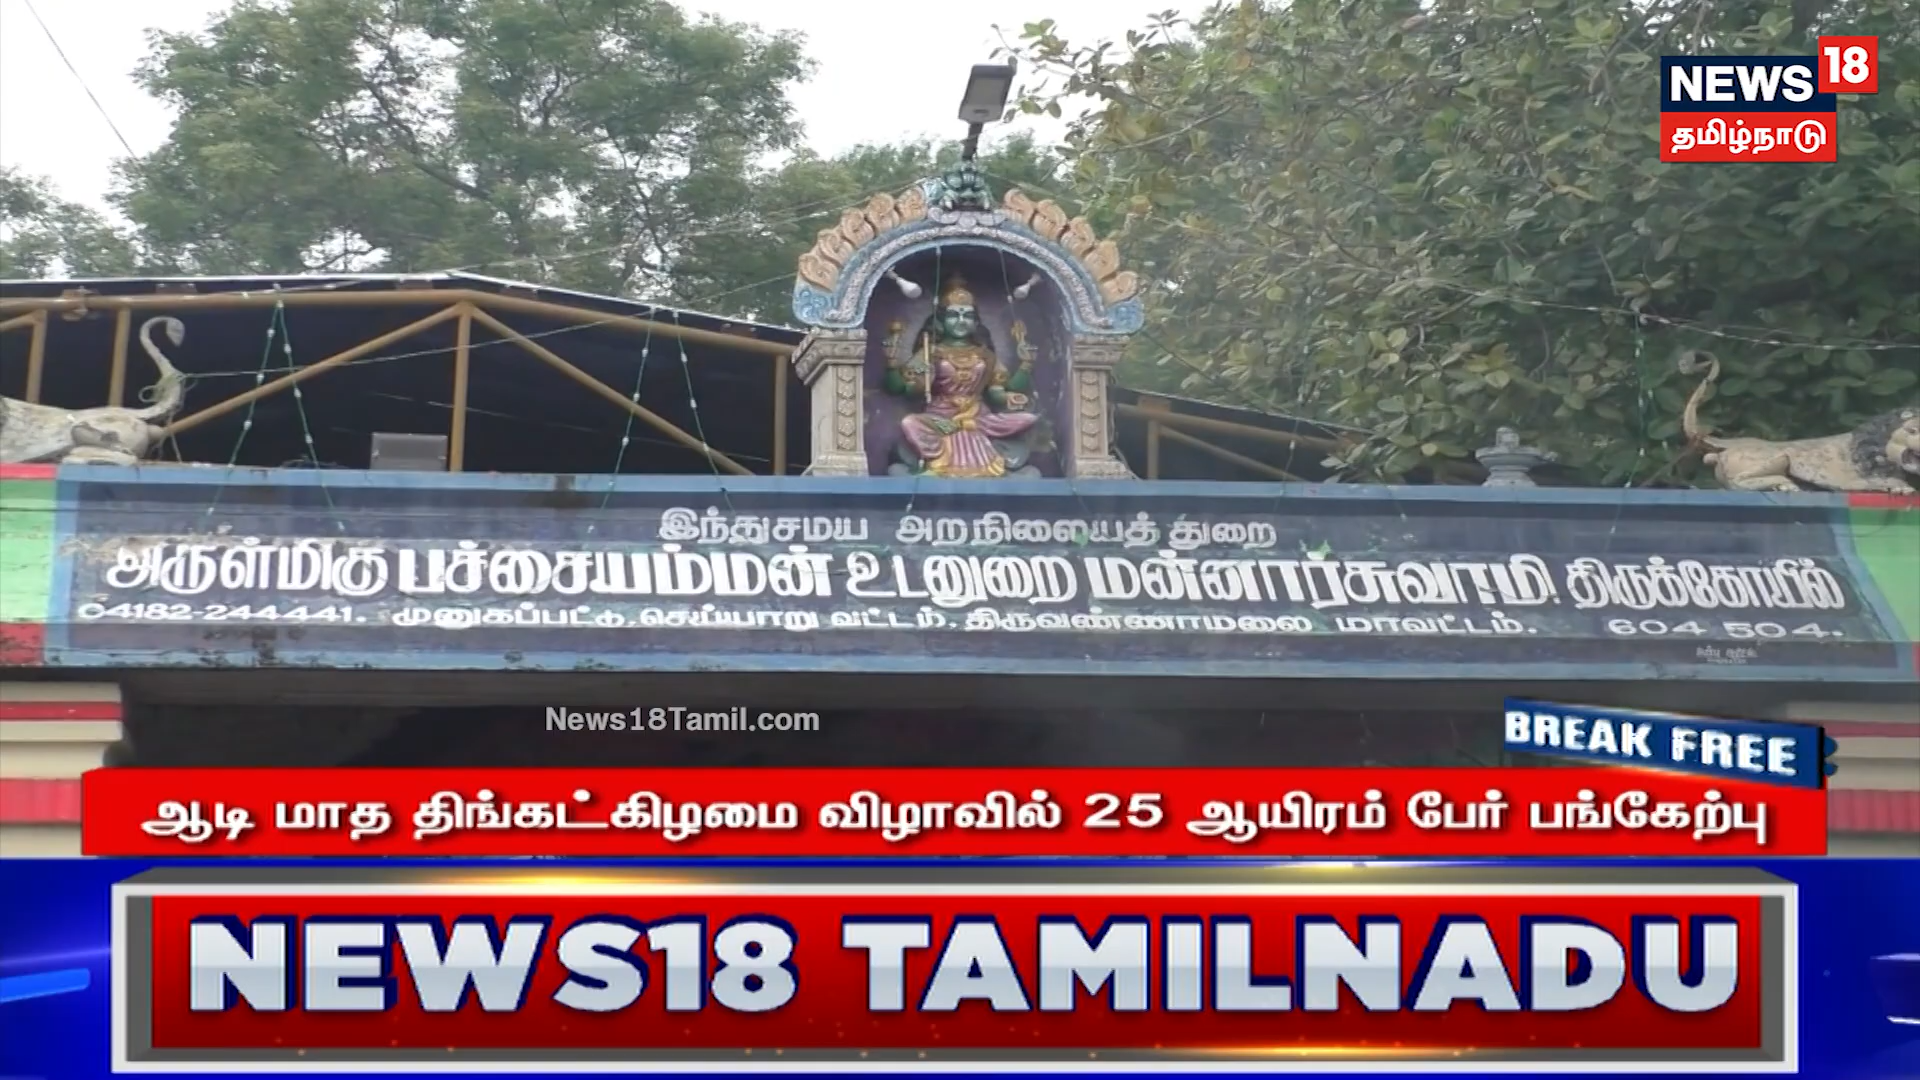 NEWS 18
தமிழ்நாடு
இந்துசமய அறநிலையத் துறை
அருள்மிகு பச்சையம்மன் உடனுறை மன்னார்சுவாமி திருக்கோயில்
04182-244441. முனுகப்பட்டு, செய்யாறு வட்டம், திருவண்ணாமலை மாவட்டம். 604 504.
News18Tamil.com
BREAK FREE
ஆடி மாத திங்கட்கிழமை விழாவில் 25 ஆயிரம் பேர் பங்கேற்பு
NEWS18 TAMILNADU